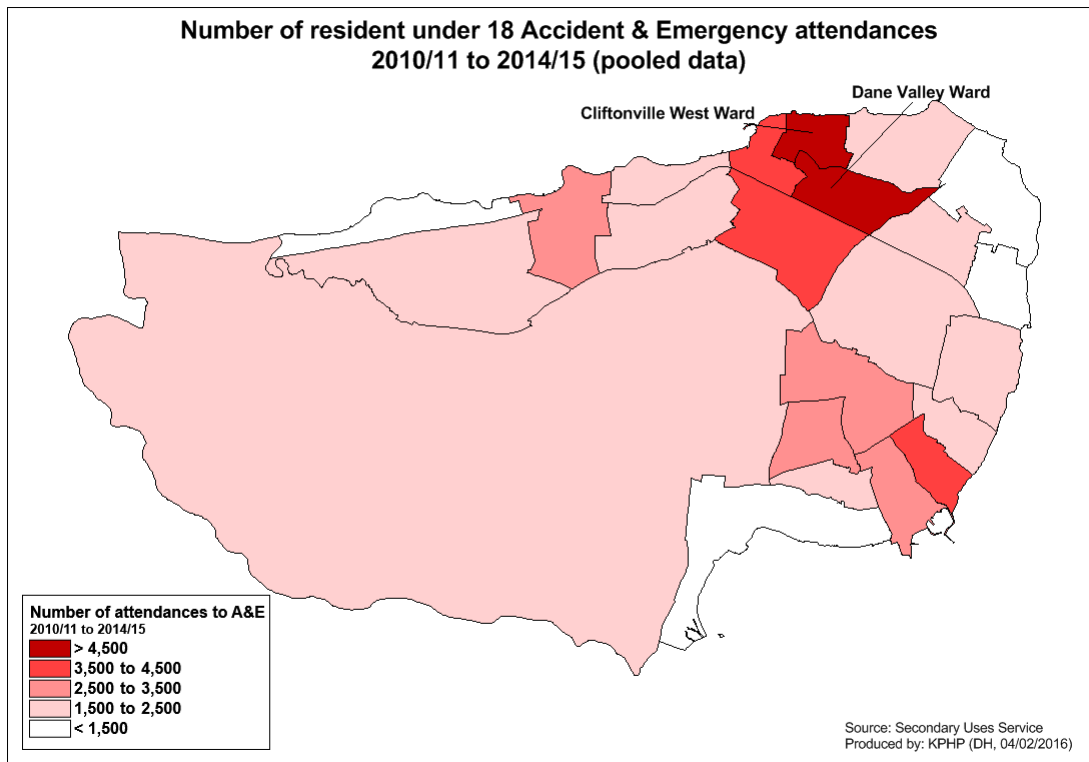 Number of resident under 18 Accident & Emergency attendances
2010/11 to 2014/15 (pooled data)
Dane Valley Ward
Cliftonville West Ward
Number of attendances to A&E
2010/11 to 2014/15
> 4,500
3,500 to 4,500
2,500 to 3,500
1,500 to 2,500
< 1,500
Source: Secondary Uses Service
Produced by: KPHP (DH, 04/02/2016)